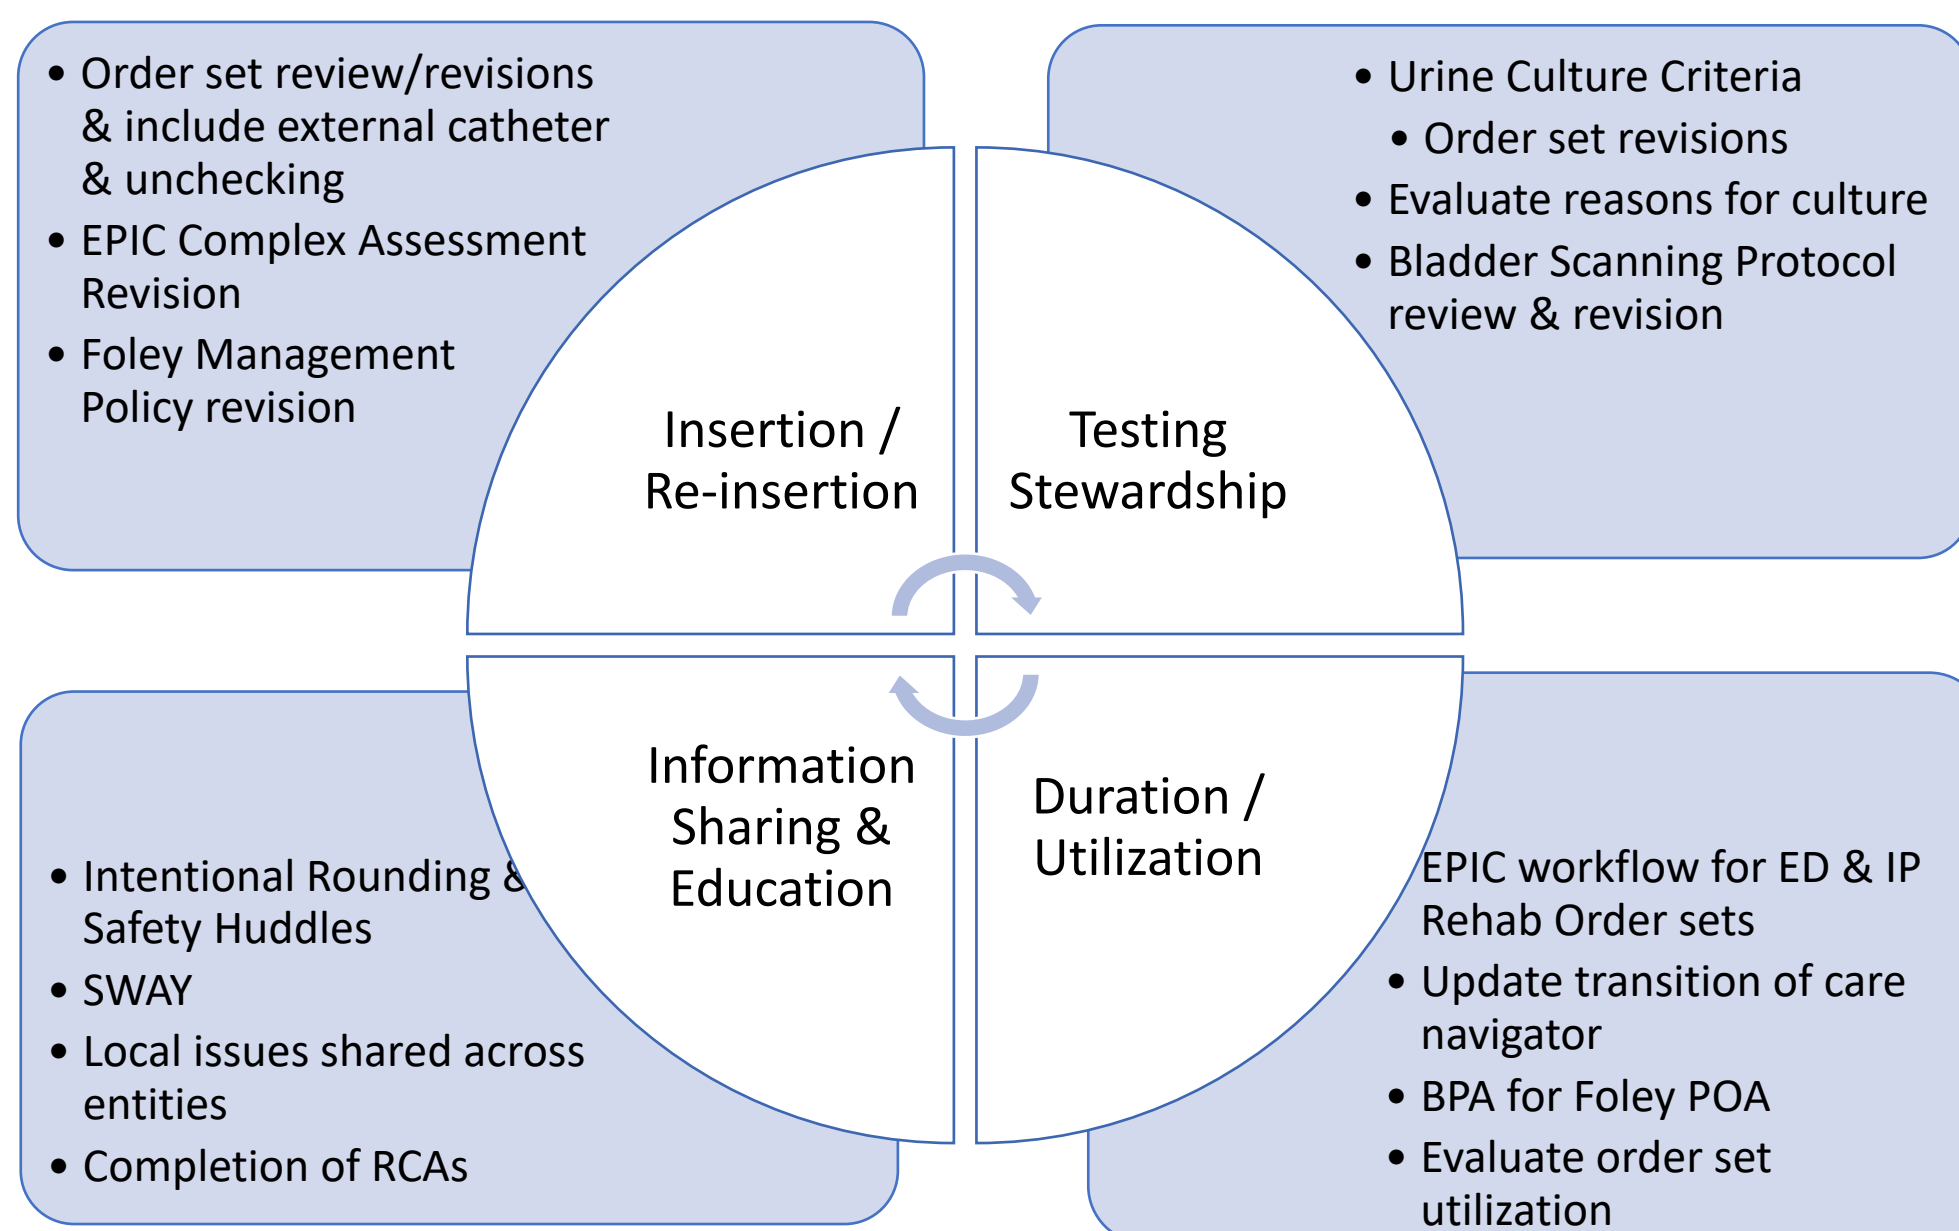 • Order set review/revisions
& include external catheter
& unchecking
• EPIC Complex Assessment
Revision
• Foley Management
Policy revision
• Urine Culture Criteria
• Order set revisions
• Evaluate reasons for culture
• Bladder Scanning Protocol
review & revision
Insertion /
Re-insertion
Testing
Stewardship
Information
Sharing &
Education
Duration /
Utilization
• Intentional Rounding &
Safety Huddles
• SWAY
• Local issues shared across
entities
• Completion of RCAs
EPIC workflow for ED & IP
Rehab Order sets
• Update transition of care
navigator
• BPA for Foley POA
• Evaluate order set
utilization